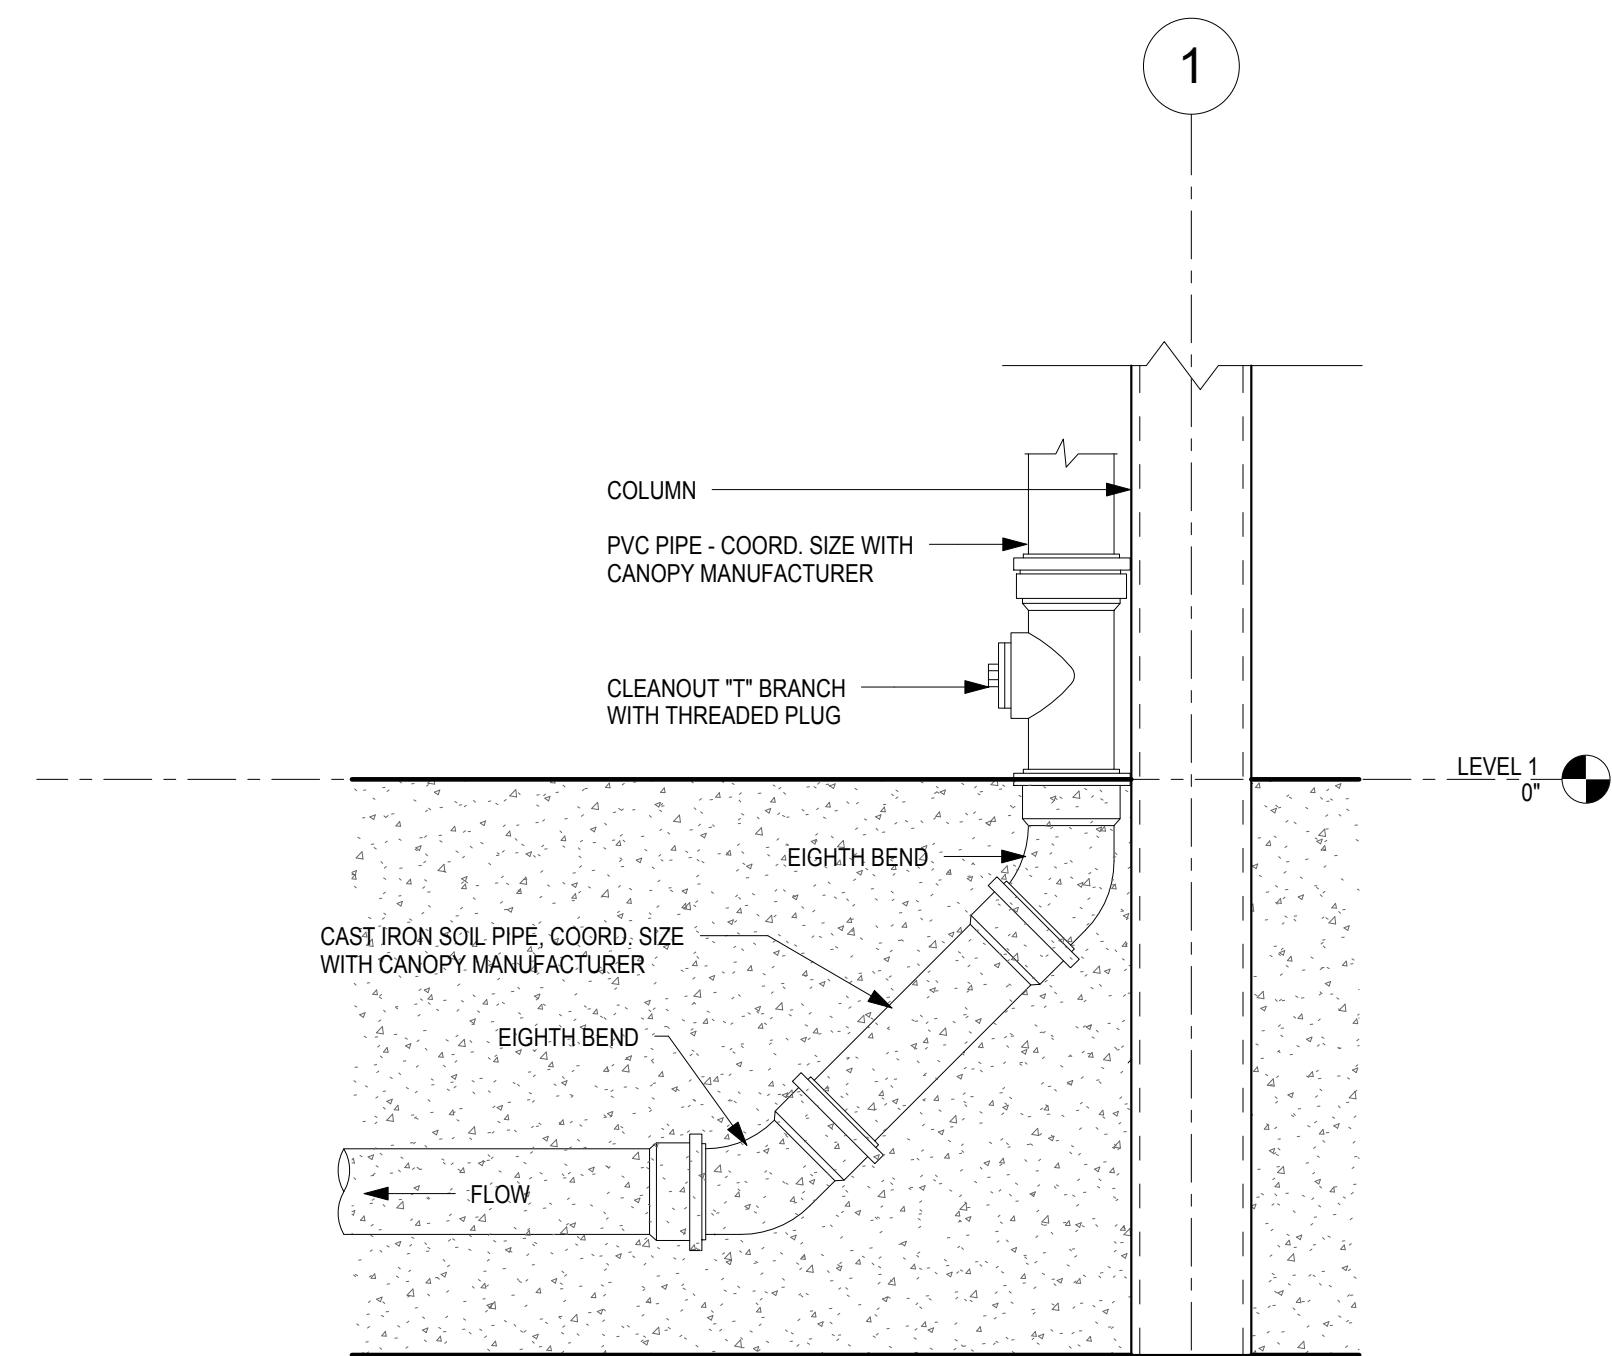 1
COLUMN
PVC PIPE - COORD. SIZE WITH
CANOPY MANUFACTURER
CLEANOUT "T" BRANCH
WITH THREADED PLUG
LEVEL 1
0"
EIGHTH BEND
CAST IRON SOIL PIPE, COORD. SIZE
WITH CANOPY MANUFACTURER
EIGHTH BEND
FLOW